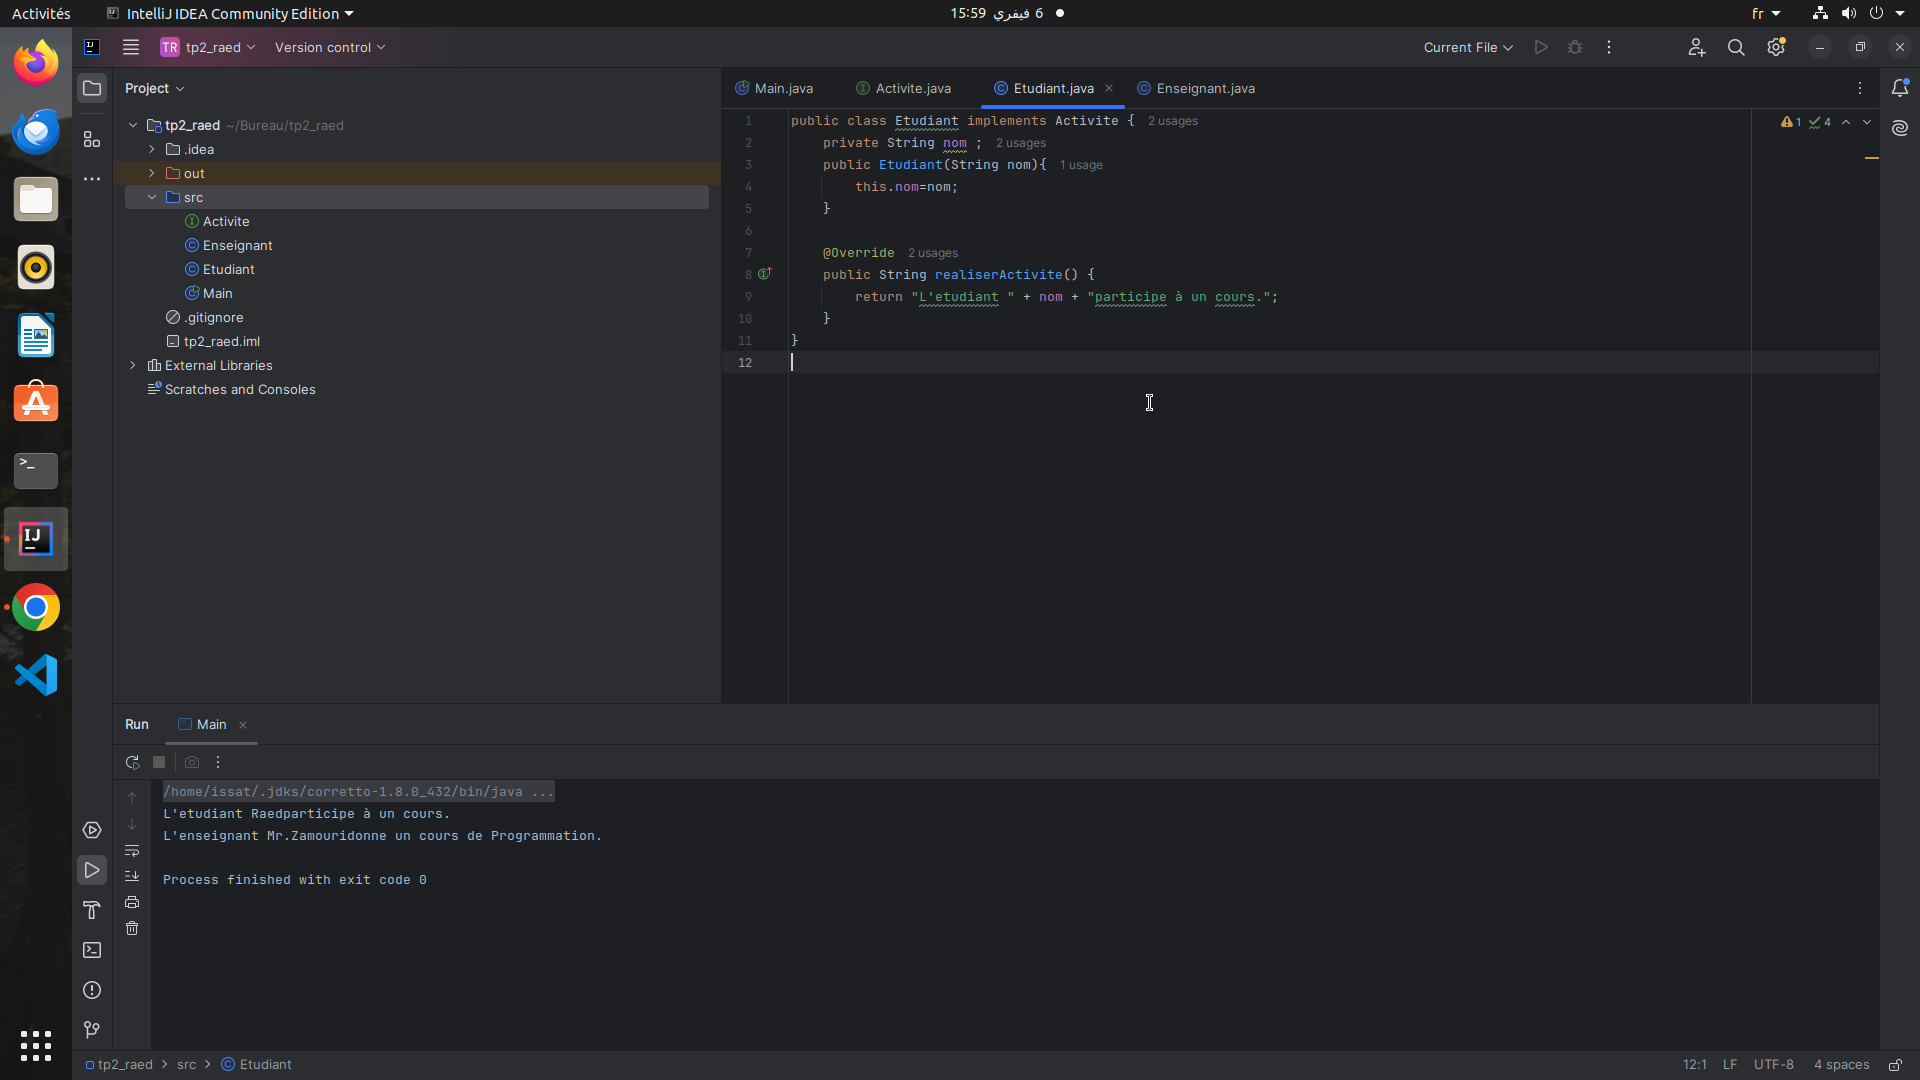 Activités
IntelliJ IDEA Community Edition
15:59 6 فيفري
fr
TR tp2_raed
Version control
Current File
Project
Main.java
Activite.java
Etudiant.java
Enseignant.java
tp2_raed ~/Bureau/tp2_raed
.idea
out
src
Activite
Enseignant
Etudiant
Main
.gitignore
tp2_raed.iml
External Libraries
Scratches and Consoles
1 public class Etudiant implements Activite { 2 usages
2 private String nom ; 2 usages
3 public Etudiant(String nom){ 1 usage
4 this.nom=nom;
5 }
6
7 @Override 2 usages
8 public String realiserActivite() {
9 return "L'etudiant " + nom + "participe à un cours.";
10 }
11 }
12
1 4
Run
Main
/home/issat/.jdks/corretto-1.8.0_432/bin/java ...
L'etudiant Raedparticipe à un cours.
L'enseignant Mr.Zamouridonne un cours de Programmation.
Process finished with exit code 0
tp2_raed > src > Etudiant
12:1 LF UTF-8 4 spaces